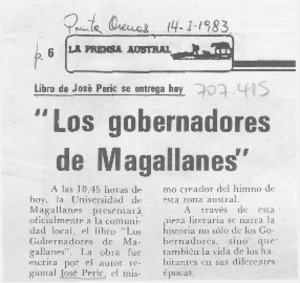 Punta Arenas, 14-I-1983
p. 6
LA PRENSA AUSTRAL
Libro de José Peric se entrega hoy
707.415
"Los gobernadores
de Magallanes"
A las 10,45 horas de
hoy, la Universidad de
Magallanes presentará
oficialmente a la comuni-
dad local, el libro "Los
Gobernadores de Ma-
gallanes". La obra fue
escrita por el autor re-
gional José Peric, el mis-
mo creador del himno de
esta zona austral.
A través de esta
pieza literaria se narra la
historia no sólo de los Go-
bernadores, sino que
también la vida de los ha-
bitantes en sus diferentes
épocas.